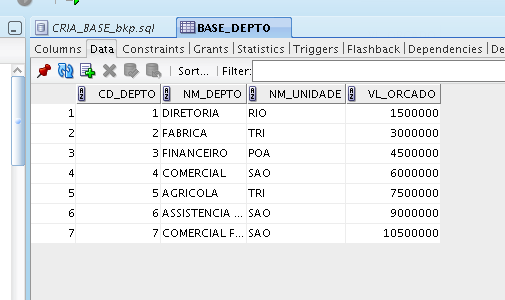 CRIA_BASE_bkp.sql BASE_DEPTO
Columns Data Constraints Grants Statistics Triggers Flashback Dependencies De
Sort... Filter:
CD_DEPTO NM_DEPTO NM_UNIDADE VL_ORCADO
1 1 DIRETORIA RIO 1500000
2 2 FABRICA TRI 3000000
3 3 FINANCEIRO POA 4500000
4 4 COMERCIAL SAO 6000000
5 5 AGRICOLA TRI 7500000
6 6 ASSISTENCIA ... SAO 9000000
7 7 COMERCIAL F... SAO 10500000